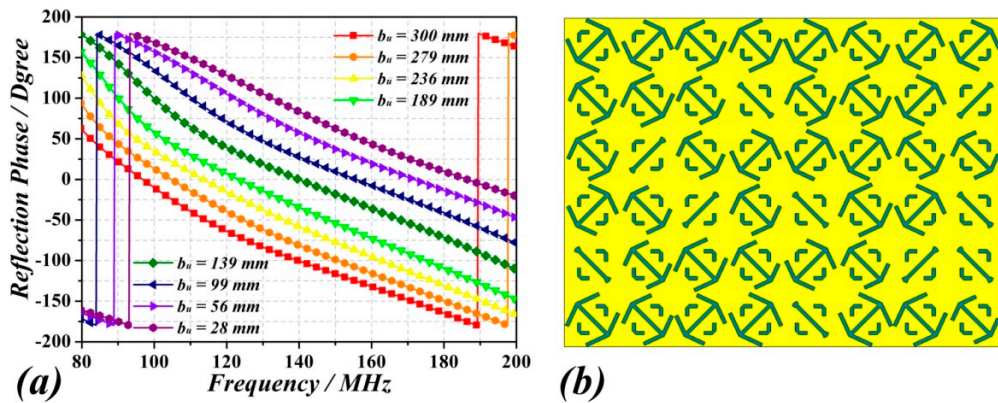 200
150
100
50
0
-50
-100
-150
-200
Reflection Phase / Dgree
b_u = 300 mm
b_u = 279 mm
b_u = 236 mm
b_u = 189 mm
b_u = 139 mm
b_u = 99 mm
b_u = 56 mm
b_u = 28 mm
80 100 120 140 160 180 200
Frequency / MHz
(a)
(b)